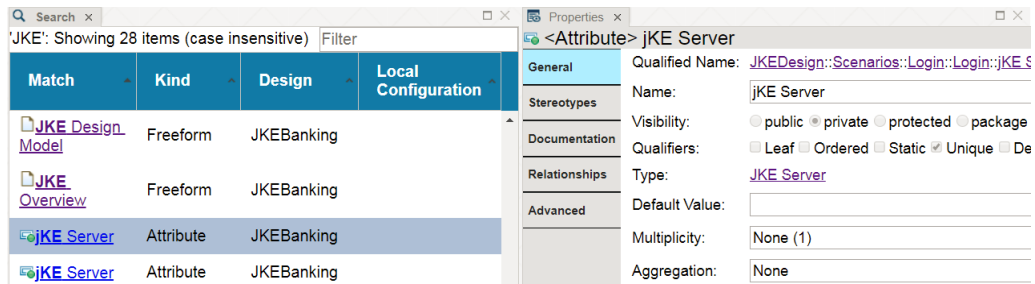 Search ×
'JKE': Showing 28 items (case insensitive) Filter
Match Kind Design Local Configuration
JKE Design Model Freeform JKEBanking
JKE Overview Freeform JKEBanking
jKE Server Attribute JKEBanking
jKE Server Attribute JKEBanking
Properties ×
<Attribute> jKE Server
General
Stereotypes
Documentation
Relationships
Advanced
Qualified Name: JKEDesign::Scenarios::Login::Login::jKE S
Name: jKE Server
Visibility: public private protected package
Qualifiers: Leaf Ordered Static Unique De
Type: JKE Server
Default Value:
Multiplicity: None (1)
Aggregation: None